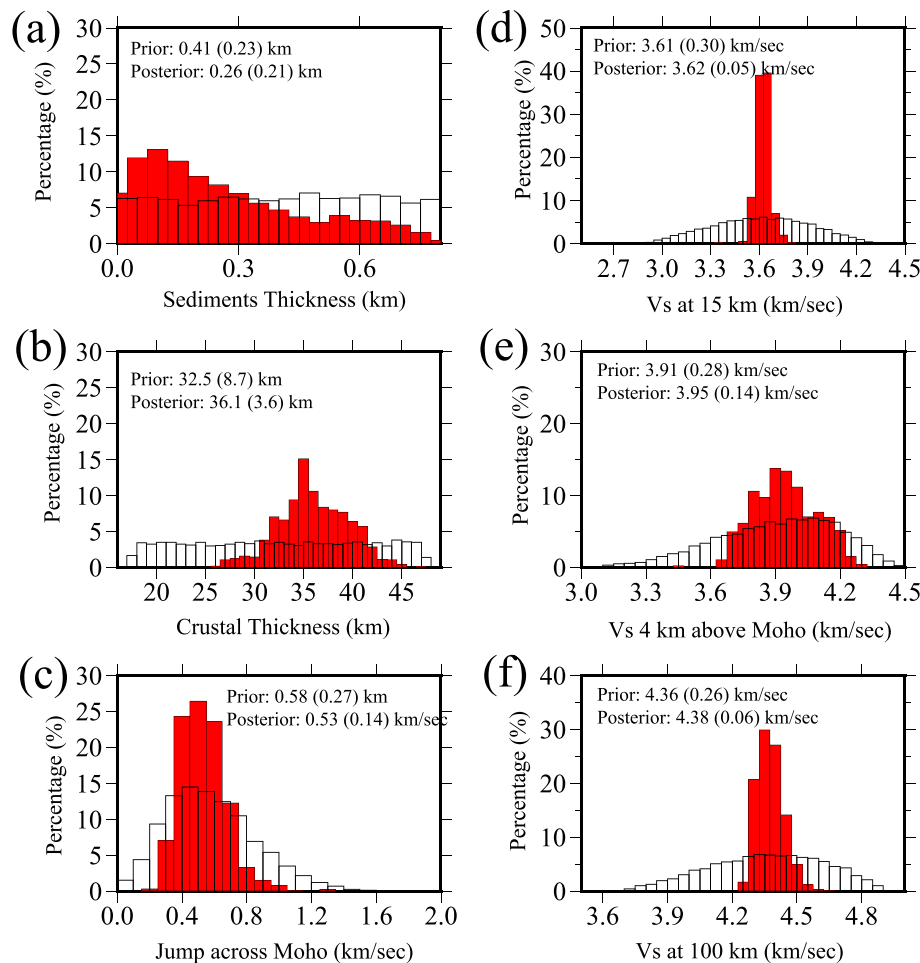 (a)
30
25
20
15
10
5
0
Percentage (%)
Prior: 0.41 (0.23) km
Posterior: 0.26 (0.21) km
0.0 0.3 0.6
Sediments Thickness (km)
(b)
30
25
20
15
10
5
0
Percentage (%)
Prior: 32.5 (8.7) km
Posterior: 36.1 (3.6) km
20 25 30 35 40 45
Crustal Thickness (km)
(c)
30
25
20
15
10
5
0
Percentage (%)
Prior: 0.58 (0.27) km
Posterior: 0.53 (0.14) km/sec
0.0 0.4 0.8 1.2 1.6 2.0
Jump across Moho (km/sec)
(d)
50
40
30
20
10
0
Percentage (%)
Prior: 3.61 (0.30) km/sec
Posterior: 3.62 (0.05) km/sec
2.7 3.0 3.3 3.6 3.9 4.2 4.5
Vs at 15 km (km/sec)
(e)
30
20
10
0
Percentage (%)
Prior: 3.91 (0.28) km/sec
Posterior: 3.95 (0.14) km/sec
3.0 3.3 3.6 3.9 4.2 4.5
Vs 4 km above Moho (km/sec)
(f)
40
30
20
10
0
Percentage (%)
Prior: 4.36 (0.26) km/sec
Posterior: 4.38 (0.06) km/sec
3.6 3.9 4.2 4.5 4.8
Vs at 100 km (km/sec)